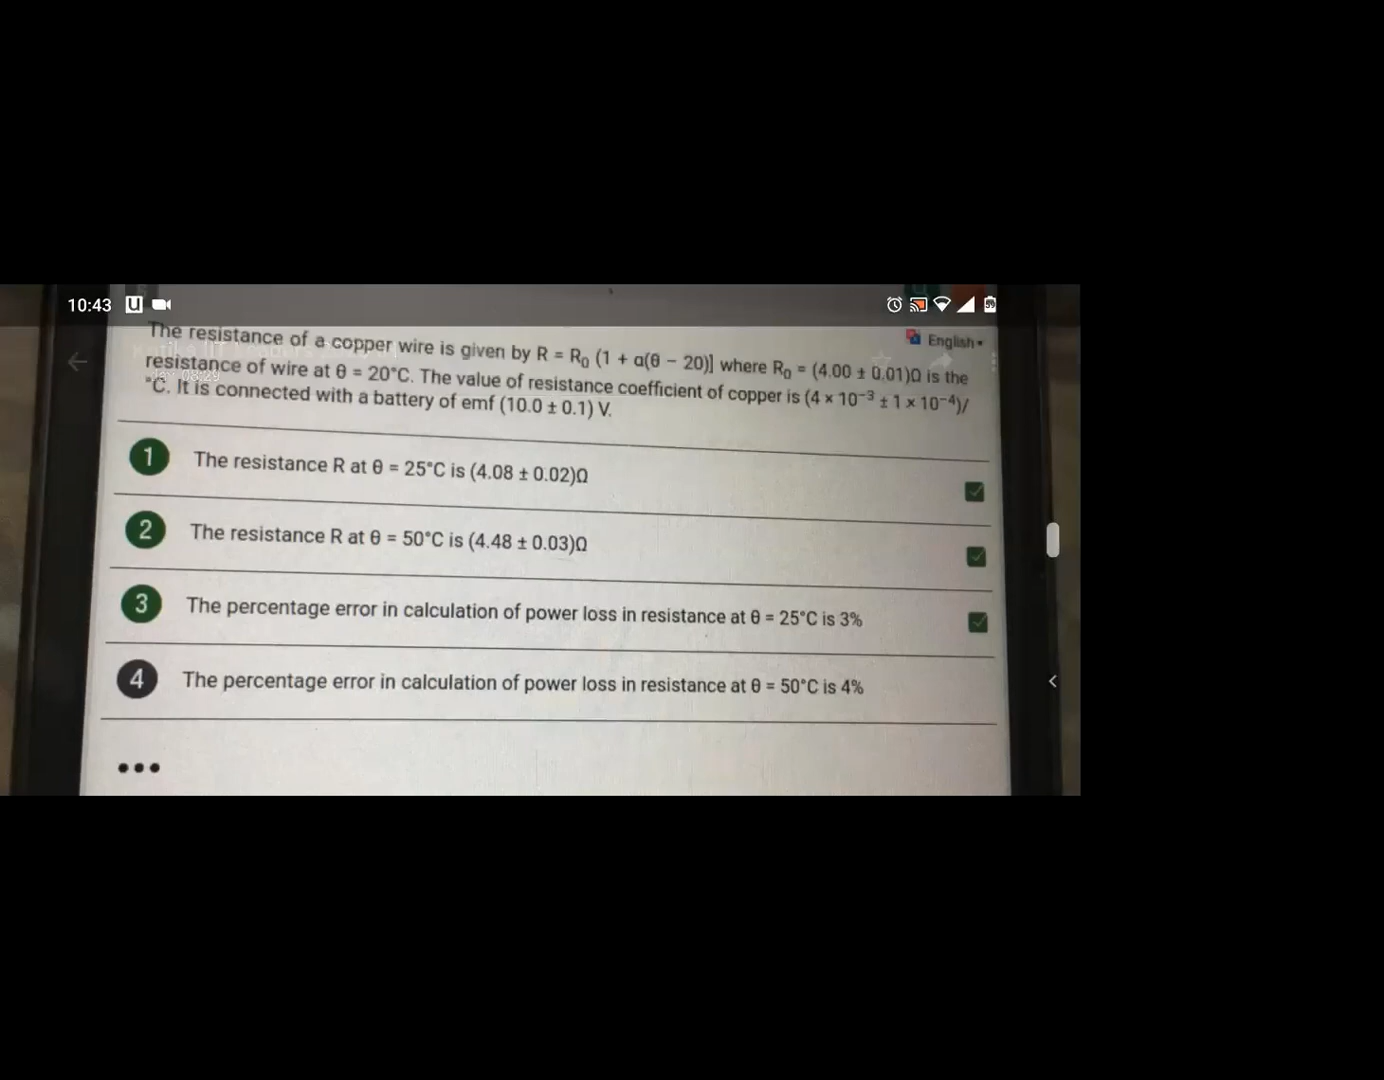 10:43
English
The resistance of a copper wire is given by R = R₀ (1 + α(θ − 20)] where R₀ = (4.00 ± 0.01)Ω is the
resistance of wire at θ = 20°C. The value of resistance coefficient of copper is (4 × 10⁻³ ± 1 × 10⁻⁴)/
°C. It is connected with a battery of emf (10.0 ± 0.1) V.
1 The resistance R at θ = 25°C is (4.08 ± 0.02)Ω
2 The resistance R at θ = 50°C is (4.48 ± 0.03)Ω
3 The percentage error in calculation of power loss in resistance at θ = 25°C is 3%
4 The percentage error in calculation of power loss in resistance at θ = 50°C is 4%